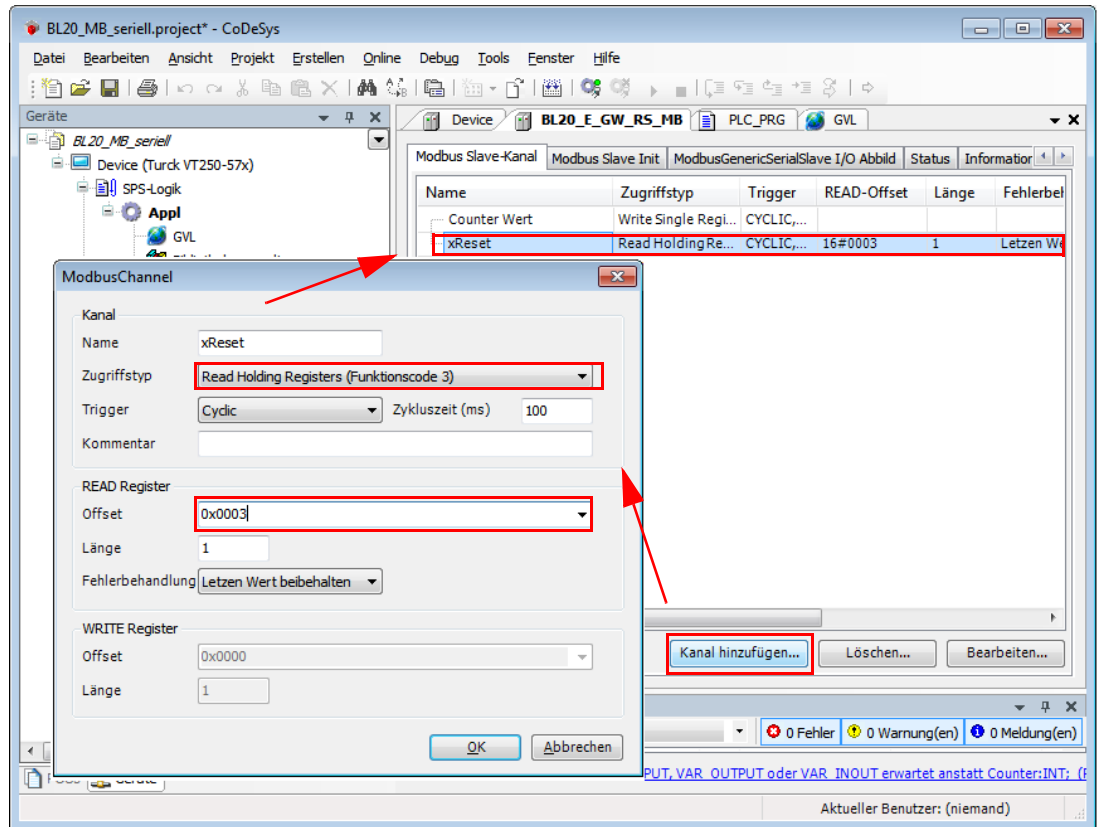 BL20_MB_seriell.project* - CoDeSys
Datei Bearbeiten Ansicht Projekt Erstellen Online Debug Tools Fenster Hilfe
Geräte
Device BL20_E_GW_RS_MB PLC_PRG GVL
BL20_MB_seriell
Device (Turck VT250-57x)
SPS-Logik
Appl
GVL
Modbus Slave-Kanal Modbus Slave Init ModbusGenericSerialSlave I/O Abbild Status Information
Name Zugriffstyp Trigger READ-Offset Länge Fehlerbeh
Counter Wert Write Single Regi... CYCLIC,...
xReset Read Holding Re... CYCLIC,... 16#0003 1 Letzen We
ModbusChannel
Kanal
Name xReset
Zugriffstyp Read Holding Registers (Funktionscode 3)
Trigger Cyclic Zykluszeit (ms) 100
Kommentar
READ Register
Offset 0x0003
Länge 1
Fehlerbehandlung Letzen Wert beibehalten
WRITE Register
Offset 0x0000
Länge 1
OK Abbrechen
Kanal hinzufügen... Löschen... Bearbeiten...
0 Fehler 0 Warnung(en) 0 Meldung(en)
PUT, VAR_OUTPUT oder VAR_INOUT erwartet anstatt Counter:INT; (P
Aktueller Benutzer: (niemand)